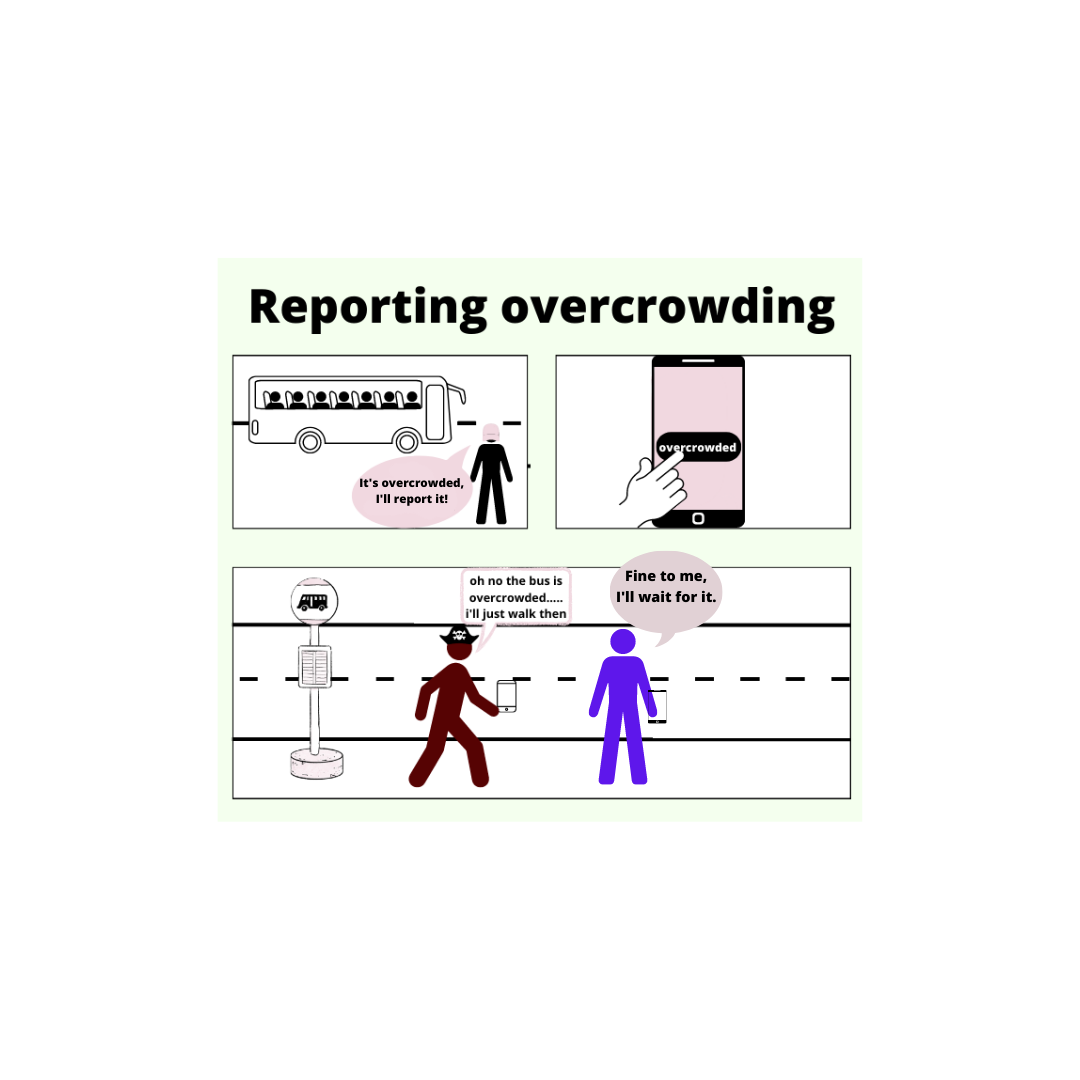 Reporting overcrowding
It's overcrowded,
I'll report it!
overcrowded
oh no the bus is
overcrowded.....
i'll just walk then
Fine to me,
I'll wait for it.